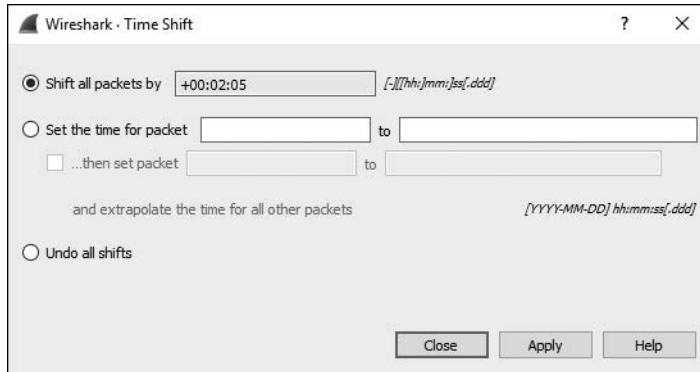 Wireshark · Time Shift ? X
Shift all packets by +00:02:05 [-][[hh:]mm:]ss[.ddd]
Set the time for packet to
...then set packet to
and extrapolate the time for all other packets [YYYY-MM-DD] hh:mm:ss[.ddd]
Undo all shifts
Close Apply Help